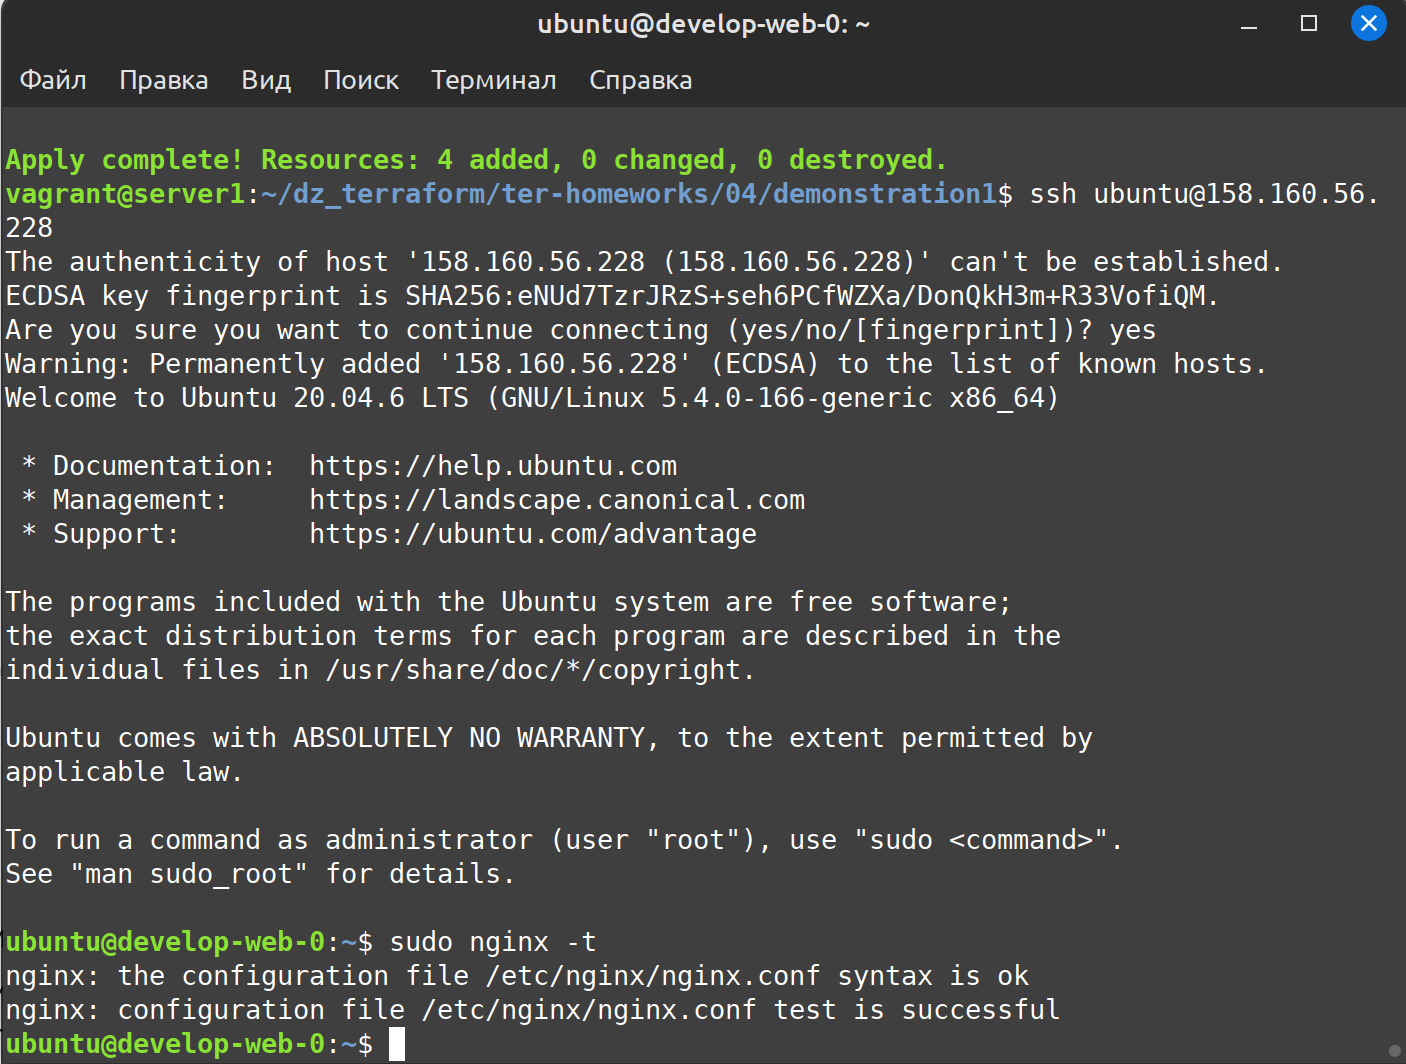 ubuntu@develop-web-0: ~
Файл Правка Вид Поиск Терминал Справка
Apply complete! Resources: 4 added, 0 changed, 0 destroyed.
vagrant@server1:~/dz_terraform/ter-homeworks/04/demonstration1$ ssh ubuntu@158.160.56.
228
The authenticity of host '158.160.56.228 (158.160.56.228)' can't be established.
ECDSA key fingerprint is SHA256:eNUd7TzrJRzS+seh6PCfWZXa/DonQkH3m+R33VofiQM.
Are you sure you want to continue connecting (yes/no/[fingerprint])? yes
Warning: Permanently added '158.160.56.228' (ECDSA) to the list of known hosts.
Welcome to Ubuntu 20.04.6 LTS (GNU/Linux 5.4.0-166-generic x86_64)
* Documentation:  https://help.ubuntu.com
* Management:     https://landscape.canonical.com
* Support:        https://ubuntu.com/advantage
The programs included with the Ubuntu system are free software;
the exact distribution terms for each program are described in the
individual files in /usr/share/doc/*/copyright.
Ubuntu comes with ABSOLUTELY NO WARRANTY, to the extent permitted by
applicable law.
To run a command as administrator (user "root"), use "sudo <command>".
See "man sudo_root" for details.
ubuntu@develop-web-0:~$ sudo nginx -t
nginx: the configuration file /etc/nginx/nginx.conf syntax is ok
nginx: configuration file /etc/nginx/nginx.conf test is successful
ubuntu@develop-web-0:~$